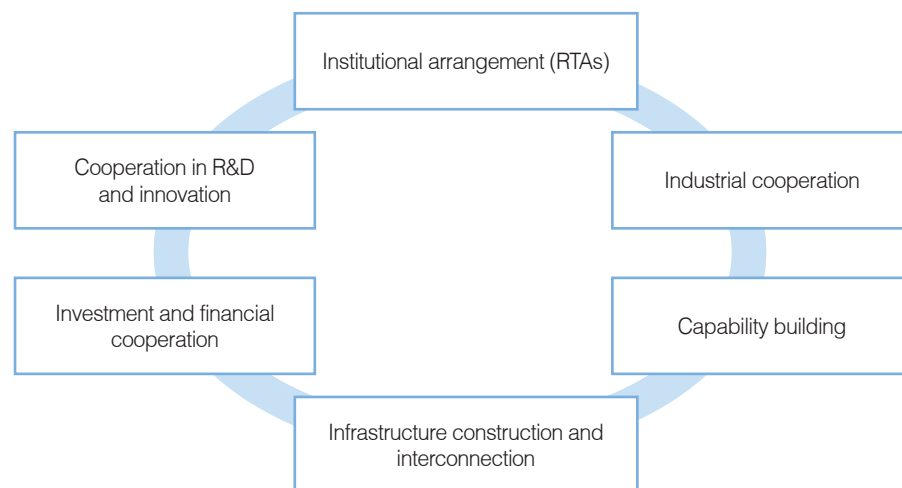 Institutional arrangement (RTAs)
Cooperation in R&D
and innovation
Industrial cooperation
Investment and financial
cooperation
Capability building
Infrastructure construction and
interconnection